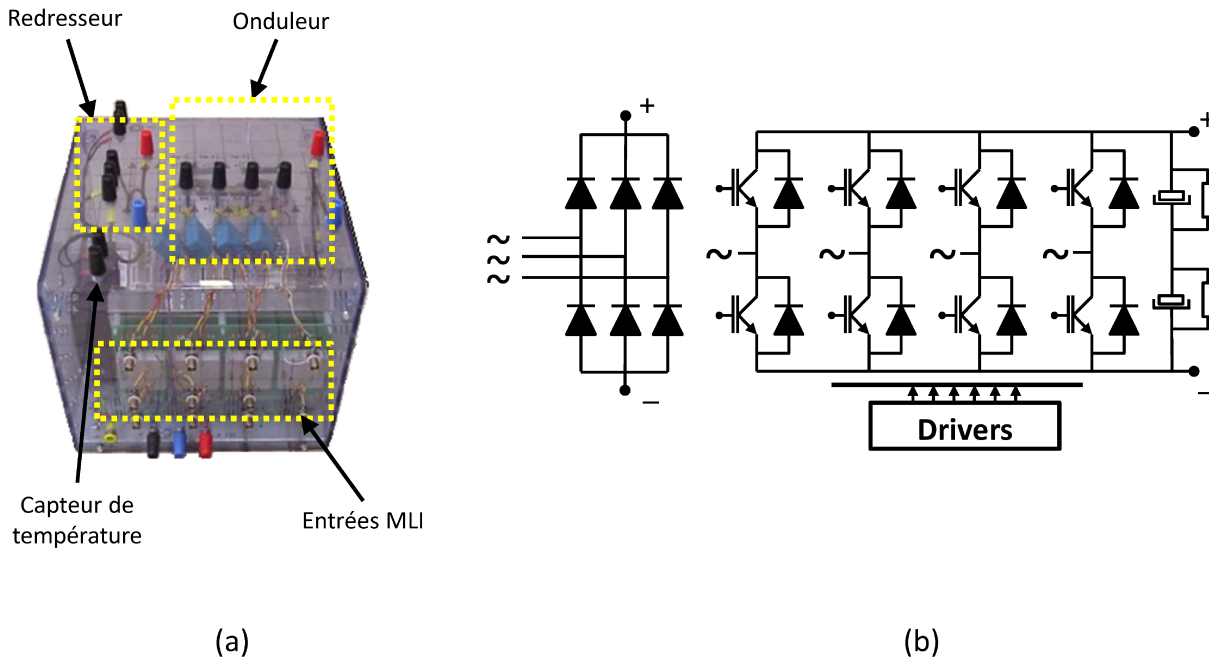 Redresseur
Onduleur
Capteur de
température
Entrées MLI
(a)
+
−
~
~
~
~
~
~
~
+
−
Drivers
(b)